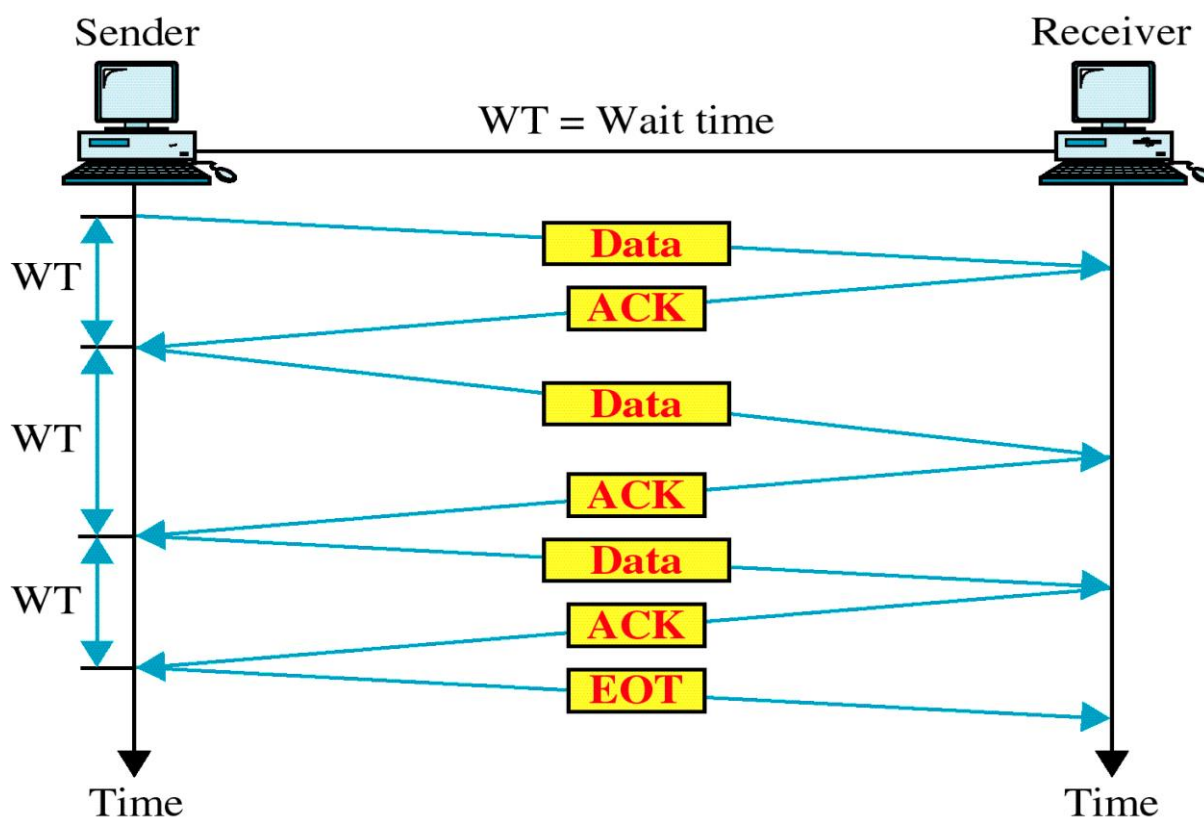 Sender
Receiver
WT = Wait time
Data
WT
ACK
Data
WT
ACK
Data
WT
ACK
EOT
Time
Time